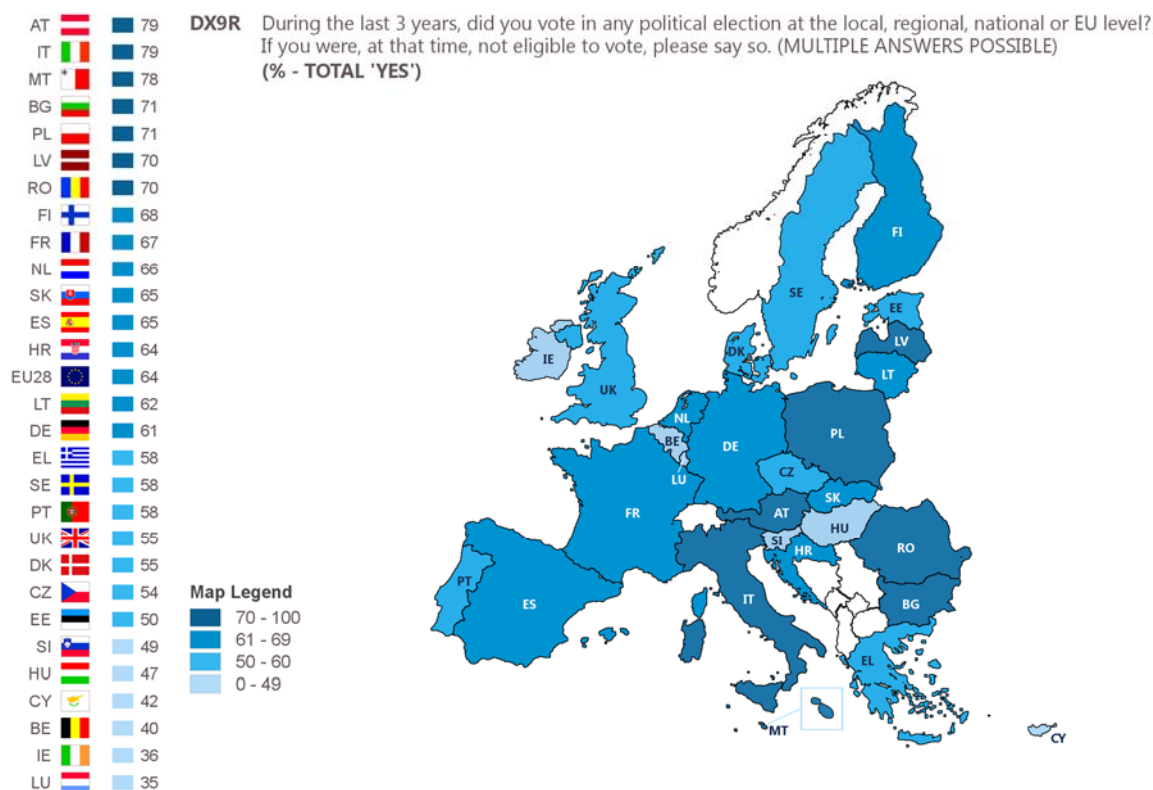 DX9R During the last 3 years, did you vote in any political election at the local, regional, national or EU level?
If you were, at that time, not eligible to vote, please say so. (MULTIPLE ANSWERS POSSIBLE)
(% - TOTAL 'YES')
AT 79
IT 79
MT 78
BG 71
PL 71
LV 70
RO 70
FI 68
FR 67
NL 66
SK 65
ES 65
HR 64
EU28 64
LT 62
DE 61
EL 58
SE 58
PT 58
UK 55
DK 55
CZ 54
EE 50
SI 49
HU 47
CY 42
BE 40
IE 36
LU 35
Map Legend
70 - 100
61 - 69
50 - 60
0 - 49
FI
SE
EE
LV
DK
IE
LT
UK
NL
PL
BE
DE
CZ
LU
SK
FR
AT
HU
SI
HR
RO
PT
ES
IT
BG
EL
MT
CY